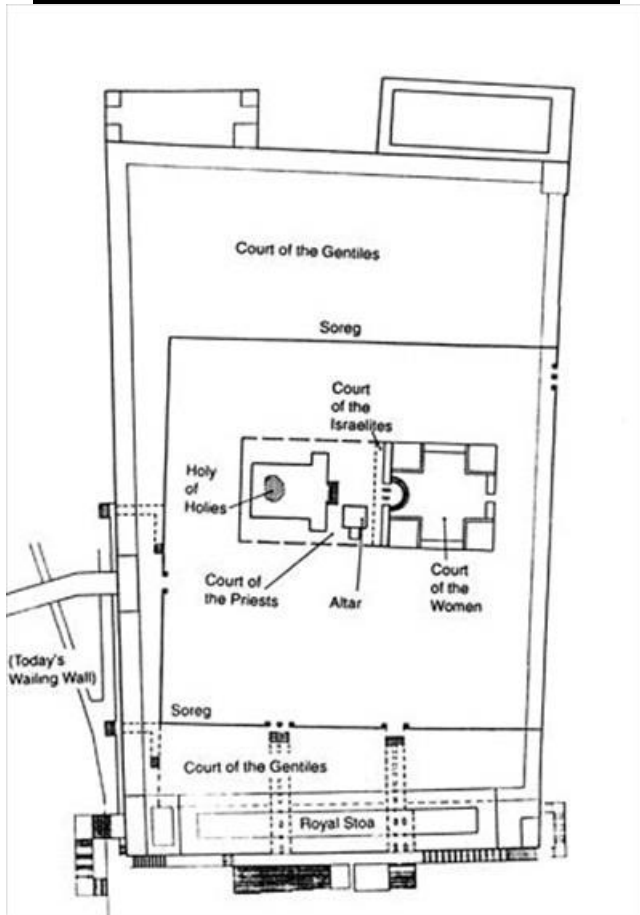 Court of the Gentiles
Soreg
Court
of the
Israelites
Holy
of
Holies
Court of
the Priests
Altar
Court
of the
Women
(Today's
Wailing Wall)
Soreg
Court of the Gentiles
Royal Stoa